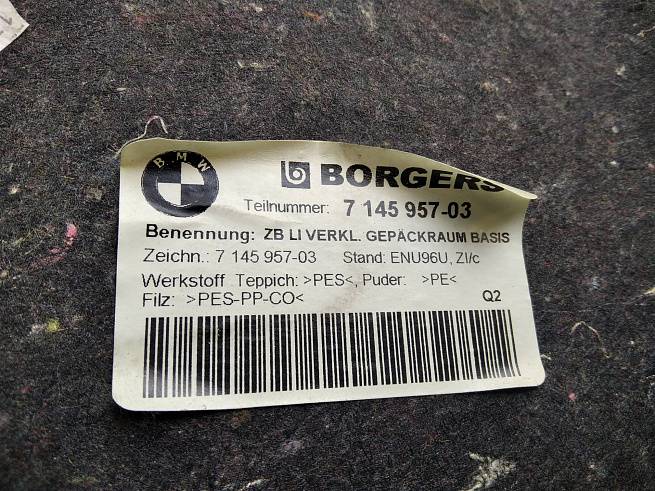 BMW
BORGERS
Teilnummer: 7 145 957-03
Benennung: ZB LI VERKL. GEPÄCKRAUM BASIS
Zeichn.: 7 145 957-03 Stand: ENU96U, ZI/c
Werkstoff Teppich: >PES<, Puder: >PE<
Filz: >PES-PP-CO< Q2